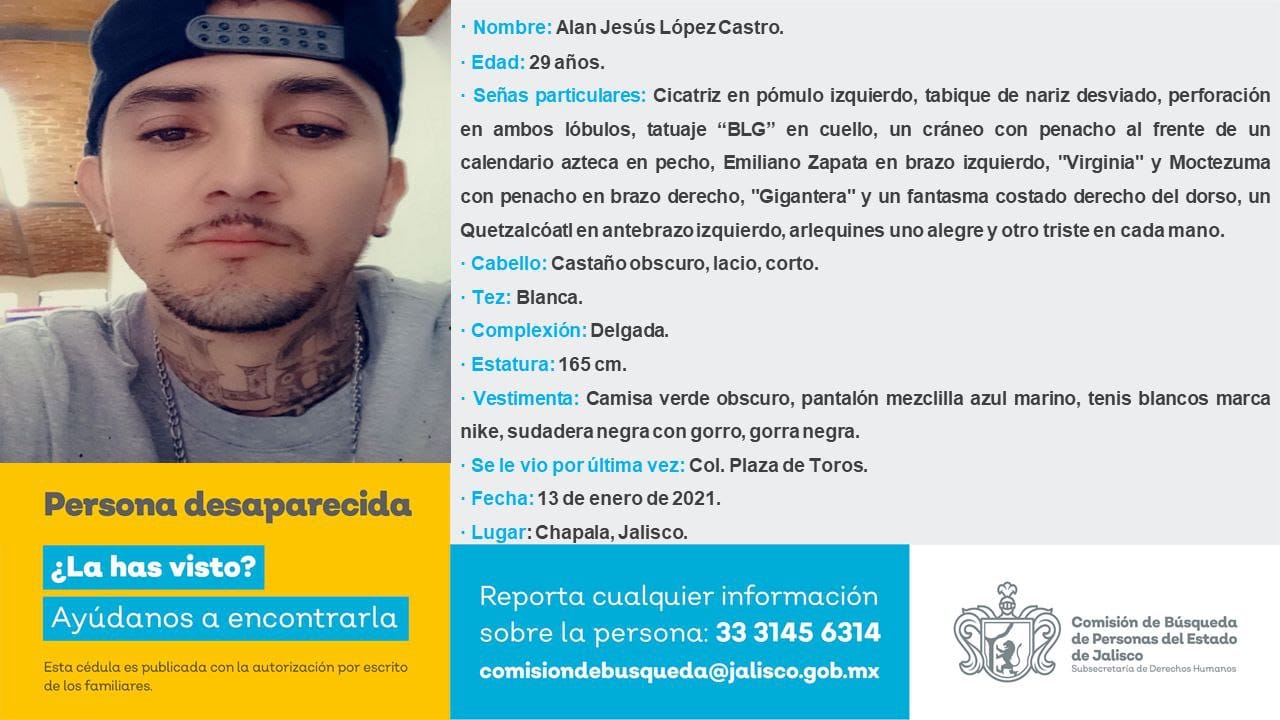 · Nombre: Alan Jesús López Castro.
· Edad: 29 años.
· Señas particulares: Cicatriz en pómulo izquierdo, tabique de nariz desviado, perforación
en ambos lóbulos, tatuaje “BLG” en cuello, un cráneo con penacho al frente de un
calendario azteca en pecho, Emiliano Zapata en brazo izquierdo, "Virginia" y Moctezuma
con penacho en brazo derecho, "Gigantera" y un fantasma costado derecho del dorso, un
Quetzalcóatl en antebrazo izquierdo, arlequines uno alegre y otro triste en cada mano.
· Cabello: Castaño obscuro, lacio, corto.
· Tez: Blanca.
· Complexión: Delgada.
· Estatura: 165 cm.
· Vestimenta: Camisa verde obscuro, pantalón mezclilla azul marino, tenis blancos marca
nike, sudadera negra con gorro, gorra negra.
· Se le vio por última vez: Col. Plaza de Toros.
· Fecha: 13 de enero de 2021.
· Lugar: Chapala, Jalisco.
Persona desaparecida
¿La has visto?
Ayúdanos a encontrarla
Esta cédula es publicada con la autorización por escrito
de los familiares.
Reporta cualquier información
sobre la persona: 33 3145 6314
comisiondebusqueda@jalisco.gob.mx
Comisión de Búsqueda
de Personas del Estado
de Jalisco
Subsecretaría de Derechos Humanos